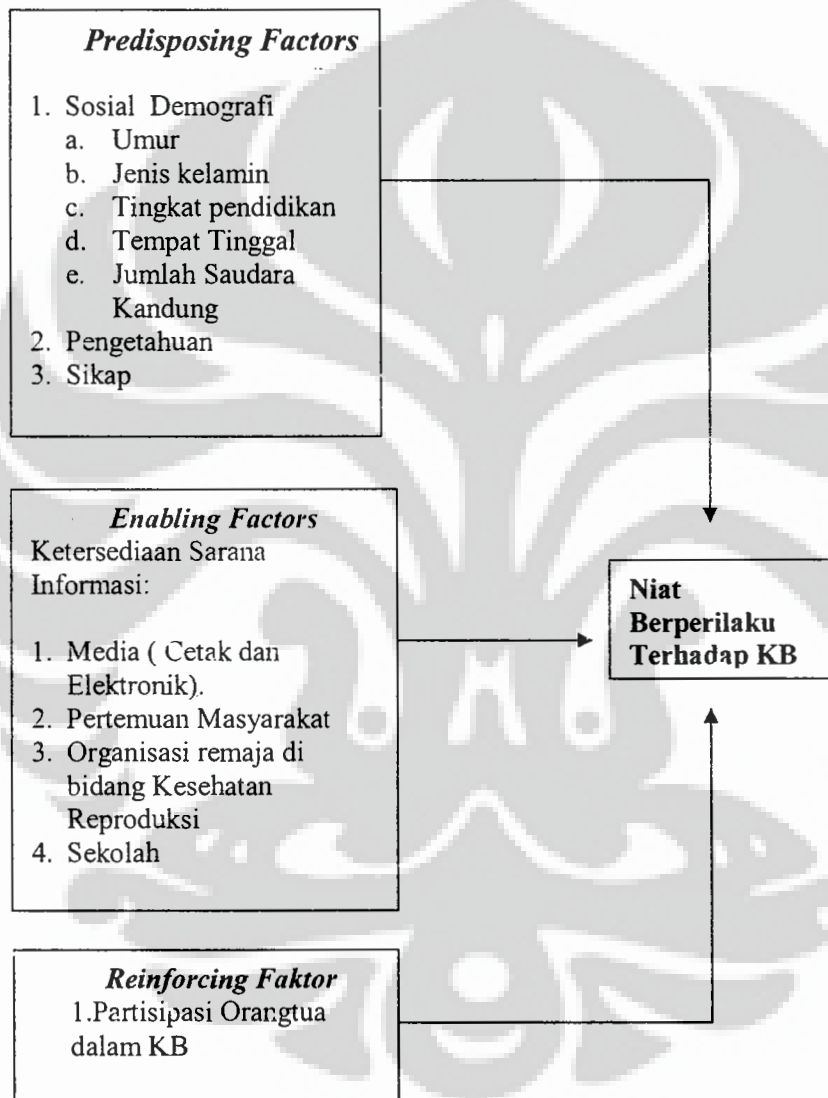 Predisposing Factors
1. Sosial Demografi
a. Umur
b. Jenis kelamin
c. Tingkat pendidikan
d. Tempat Tinggal
e. Jumlah Saudara
Kandung
2. Pengetahuan
3. Sikap
Enabling Factors
Ketersediaan Sarana
Informasi:
1. Media ( Cetak dan
Elektronik).
2. Pertemuan Masyarakat
3. Organisasi remaja di
bidang Kesehatan
Reproduksi
4. Sekolah
Niat
Berperilaku
Terhadap KB
Reinforcing Faktor
1.Partisipasi Orangtua
dalam KB